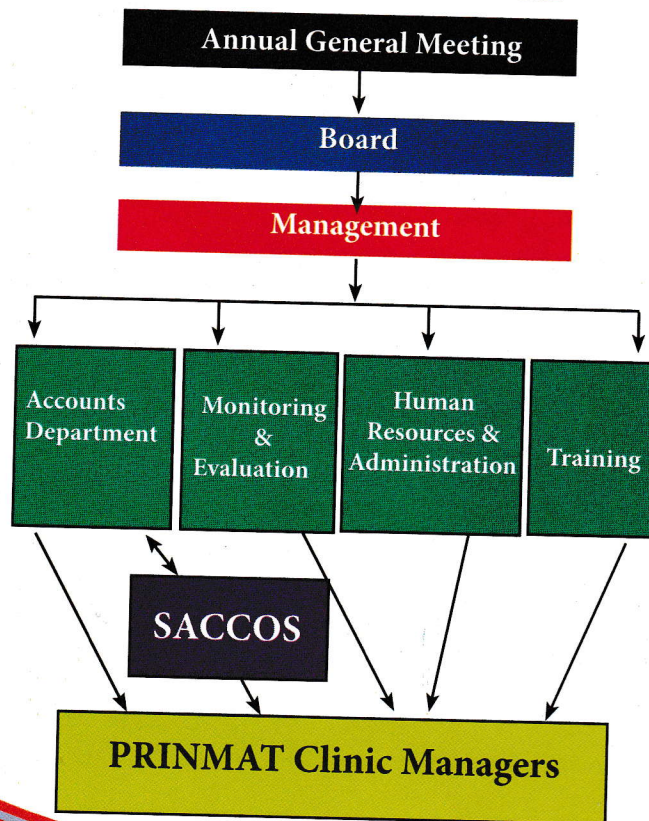 Annual General Meeting
Board
Management
Accounts
Department
Monitoring
&
Evaluation
Human
Resources &
Administration
Training
SACCOS
PRINMAT Clinic Managers